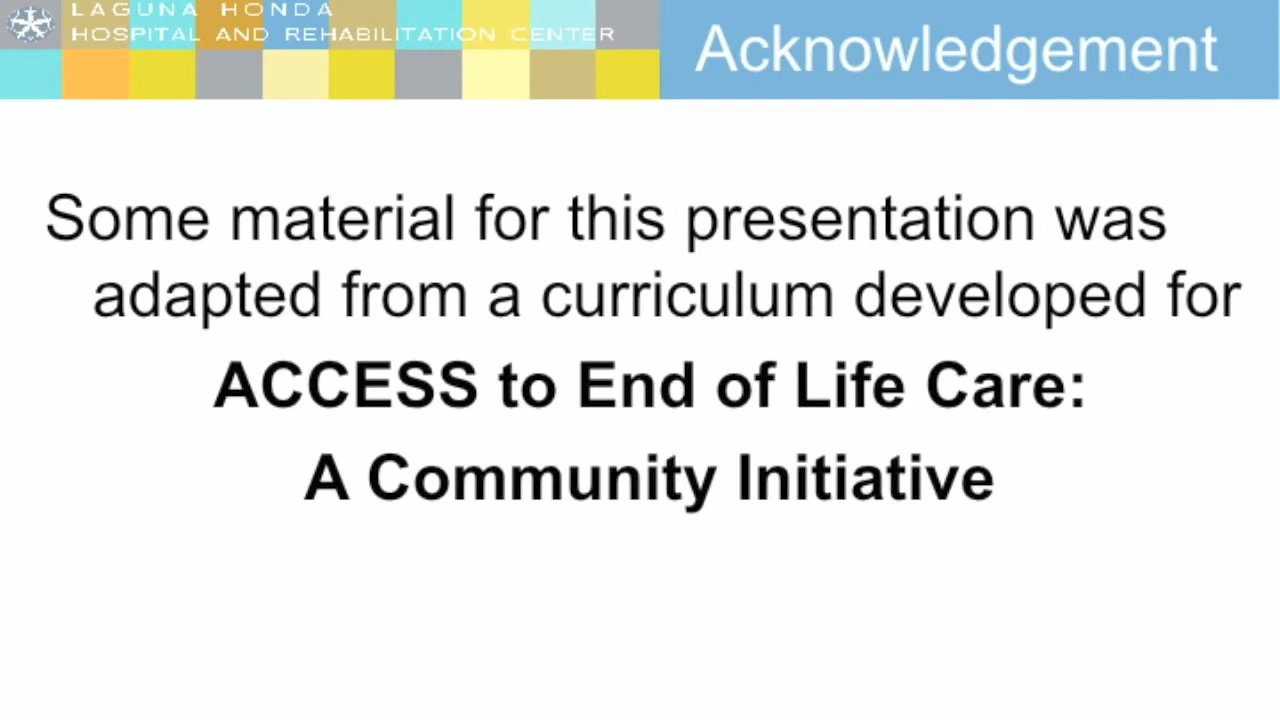 LAGUNA HONDA
HOSPITAL AND REHABILITATION CENTER
Acknowledgement
Some material for this presentation was
adapted from a curriculum developed for
ACCESS to End of Life Care:
A Community Initiative